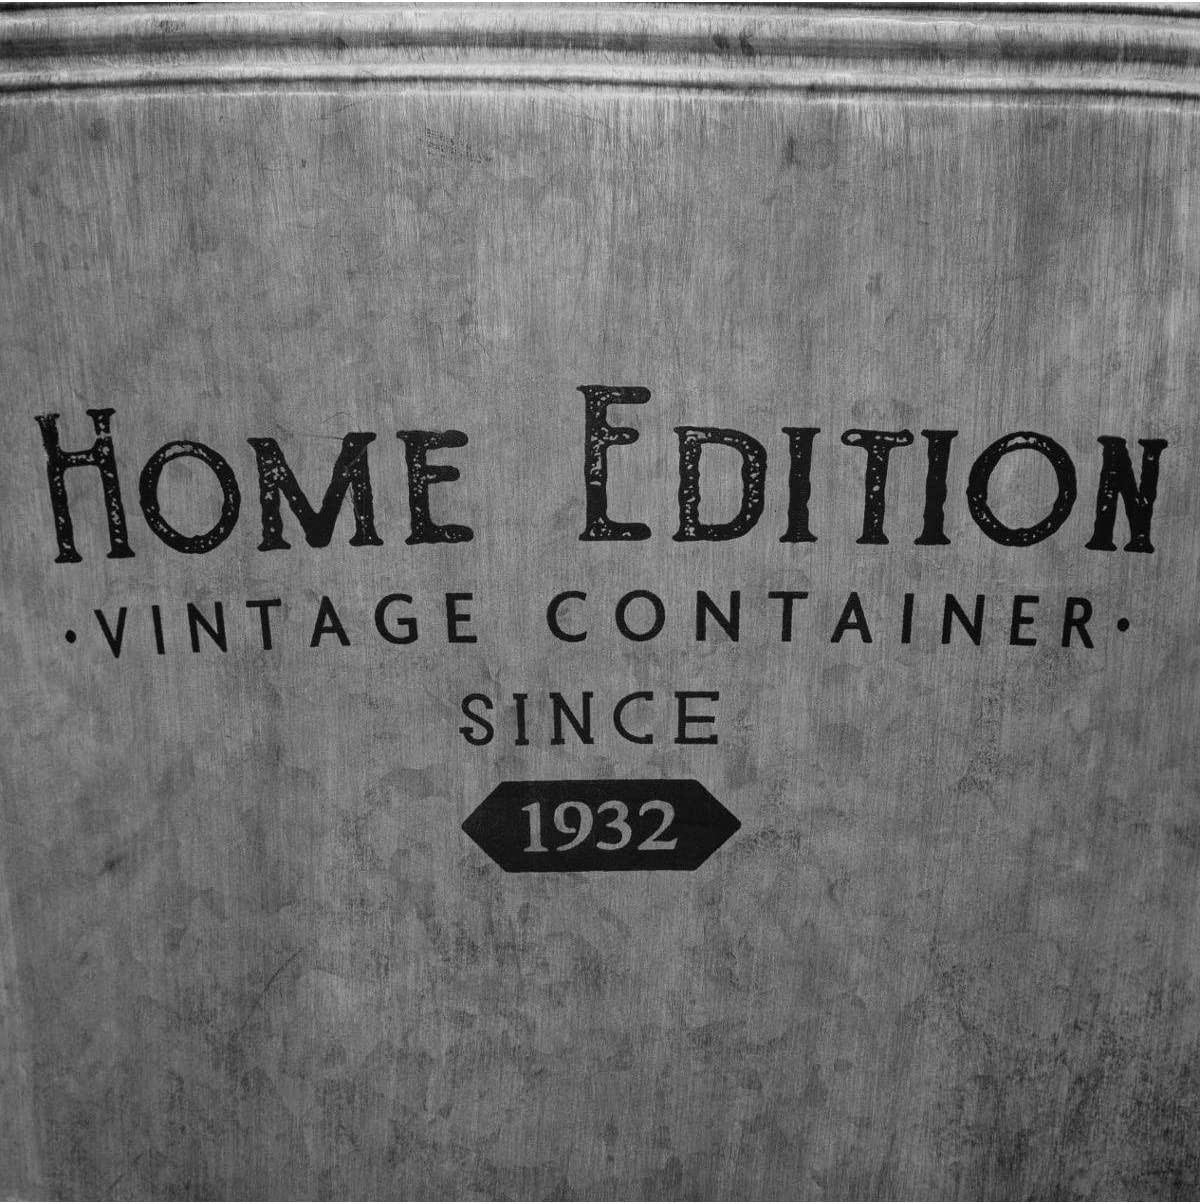 HOME EDITION
·VINTAGE CONTAINER·
SINCE
1932